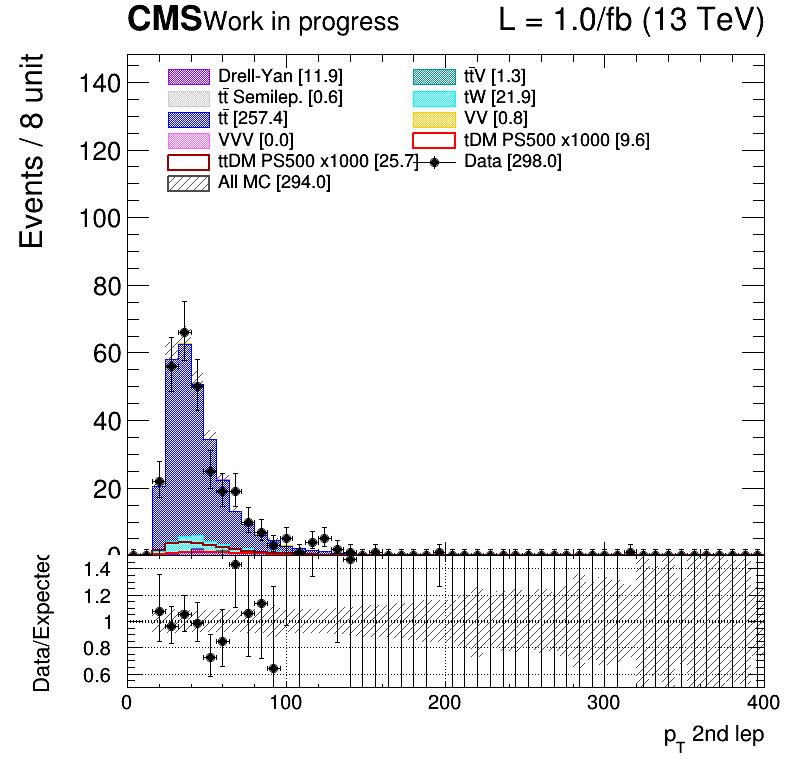 CMS Work in progress L = 1.0/fb (13 TeV)
Events / 8 unit
140
120
100
80
60
40
20
0
Drell-Yan [11.9]
tt̄ Semilep. [0.6]
tt̄ [257.4]
VVV [0.0]
ttDM PS500 x1000 [25.7]
All MC [294.0]
tt̄V [1.3]
tW [21.9]
VV [0.8]
tDM PS500 x1000 [9.6]
Data [298.0]
Data/Expected
1.4
1.2
1
0.8
0.6
0 100 200 300 400
p_T 2nd lep